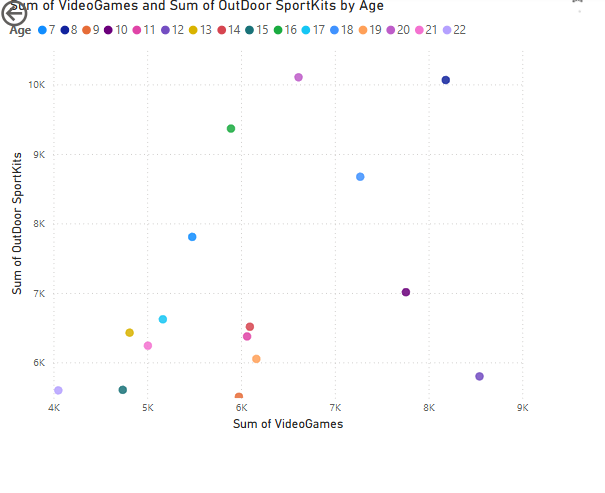 Sum of VideoGames and Sum of OutDoor SportKits by Age
Age 7 8 9 10 11 12 13 14 15 16 17 18 19 20 21 22
Sum of OutDoor SportKits
10K
9K
8K
7K
6K
4K 5K 6K 7K 8K 9K
Sum of VideoGames